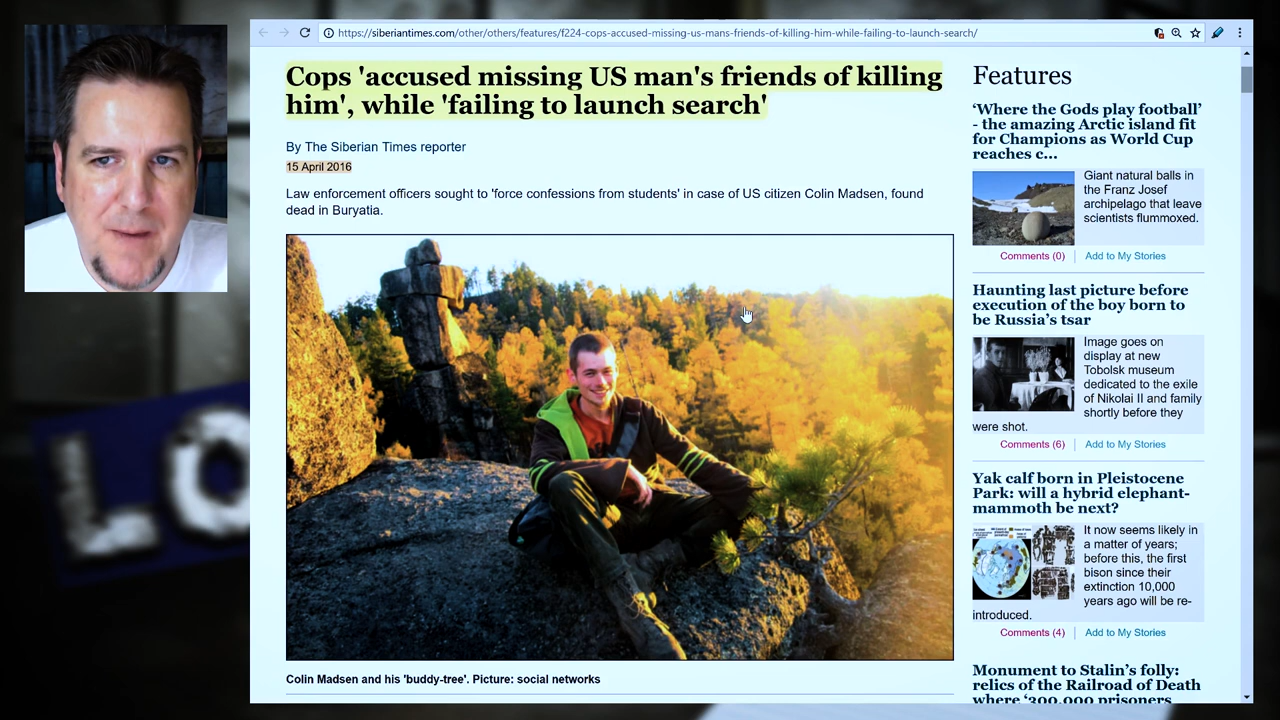 LO
https://siberiantimes.com/other/others/features/f224-cops-accused-missing-us-mans-friends-of-killing-him-while-failing-to-launch-search/
Cops 'accused missing US man's friends of killing
him', while 'failing to launch search'
By The Siberian Times reporter
15 April 2016
Law enforcement officers sought to 'force confessions from students' in case of US citizen Colin Madsen, found
dead in Buryatia.
Colin Madsen and his 'buddy-tree'. Picture: social networks
Features
‘Where the Gods play football’
- the amazing Arctic island fit
for Champions as World Cup
reaches c...
Giant natural balls in
the Franz Josef
archipelago that leave
scientists flummoxed.
Comments (0) Add to My Stories
Haunting last picture before
execution of the boy born to
be Russia’s tsar
Image goes on
display at new
Tobolsk museum
dedicated to the exile
of Nikolai II and family
shortly before they
were shot.
Comments (6) Add to My Stories
Yak calf born in Pleistocene
Park: will a hybrid elephant-
mammoth be next?
It now seems likely in
a matter of years;
before this, the first
bison since their
extinction 10,000
years ago will be re-
introduced.
Comments (4) Add to My Stories
Monument to Stalin’s folly:
relics of the Railroad of Death
where ‘300,000 prisoners